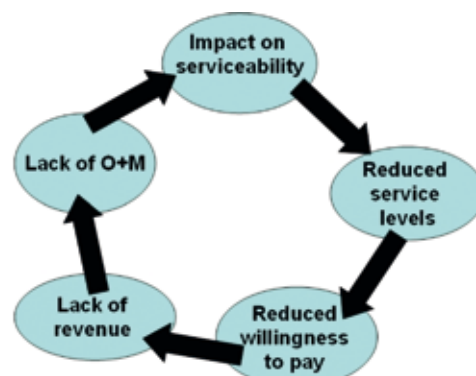 Impact on
serviceability
Reduced
service
levels
Reduced
willingness
to pay
Lack of
revenue
Lack of O+M